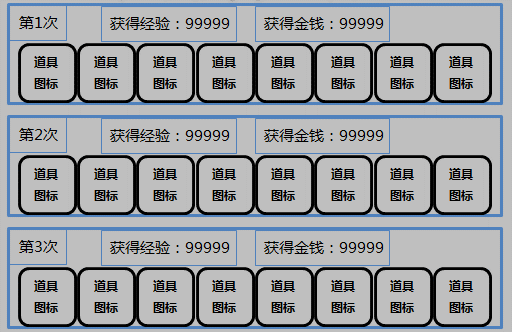 第1次 获得经验：99999 获得金钱：99999
道具 道具 道具 道具 道具 道具 道具 道具
图标 图标 图标 图标 图标 图标 图标 图标
第2次 获得经验：99999 获得金钱：99999
道具 道具 道具 道具 道具 道具 道具 道具
图标 图标 图标 图标 图标 图标 图标 图标
第3次 获得经验：99999 获得金钱：99999
道具 道具 道具 道具 道具 道具 道具 道具
图标 图标 图标 图标 图标 图标 图标 图标